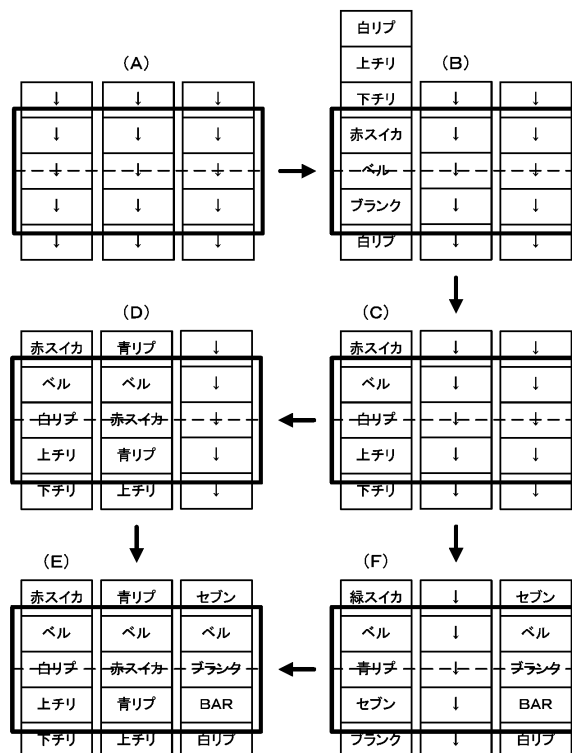 (A)
↓ ↓ ↓
↓ ↓ ↓
↓ ↓ ↓
↓ ↓ ↓
↓ ↓ ↓
(B)
白リプ
上チリ
下チリ ↓ ↓
赤スイカ ↓ ↓
ベル ↓ ↓
ブランク ↓ ↓
白リプ ↓ ↓
(D)
赤スイカ 青リプ ↓
ベル ベル ↓
白リプ 赤スイカ ↓
上チリ 青リプ ↓
下チリ 上チリ ↓
(C)
赤スイカ ↓ ↓
ベル ↓ ↓
白リプ ↓ ↓
上チリ ↓ ↓
下チリ ↓ ↓
(E)
赤スイカ 青リプ セブン
ベル ベル ベル
白リプ 赤スイカ ブランク
上チリ 青リプ BAR
下チリ 上チリ 白リプ
(F)
緑スイカ ↓ セブン
ベル ↓ ベル
青リプ ↓ ブランク
セブン ↓ BAR
ブランク ↓ 白リプ